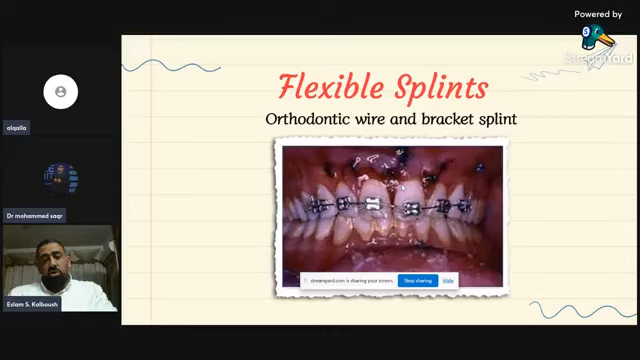 Powered by
StreamYard
Flexible Splints
Orthodontic wire and bracket splint
alqalla
Dr mohammed saqr
Eslam S. Kalboush
streamyard.com is sharing your screen.
Stop sharing
Hide